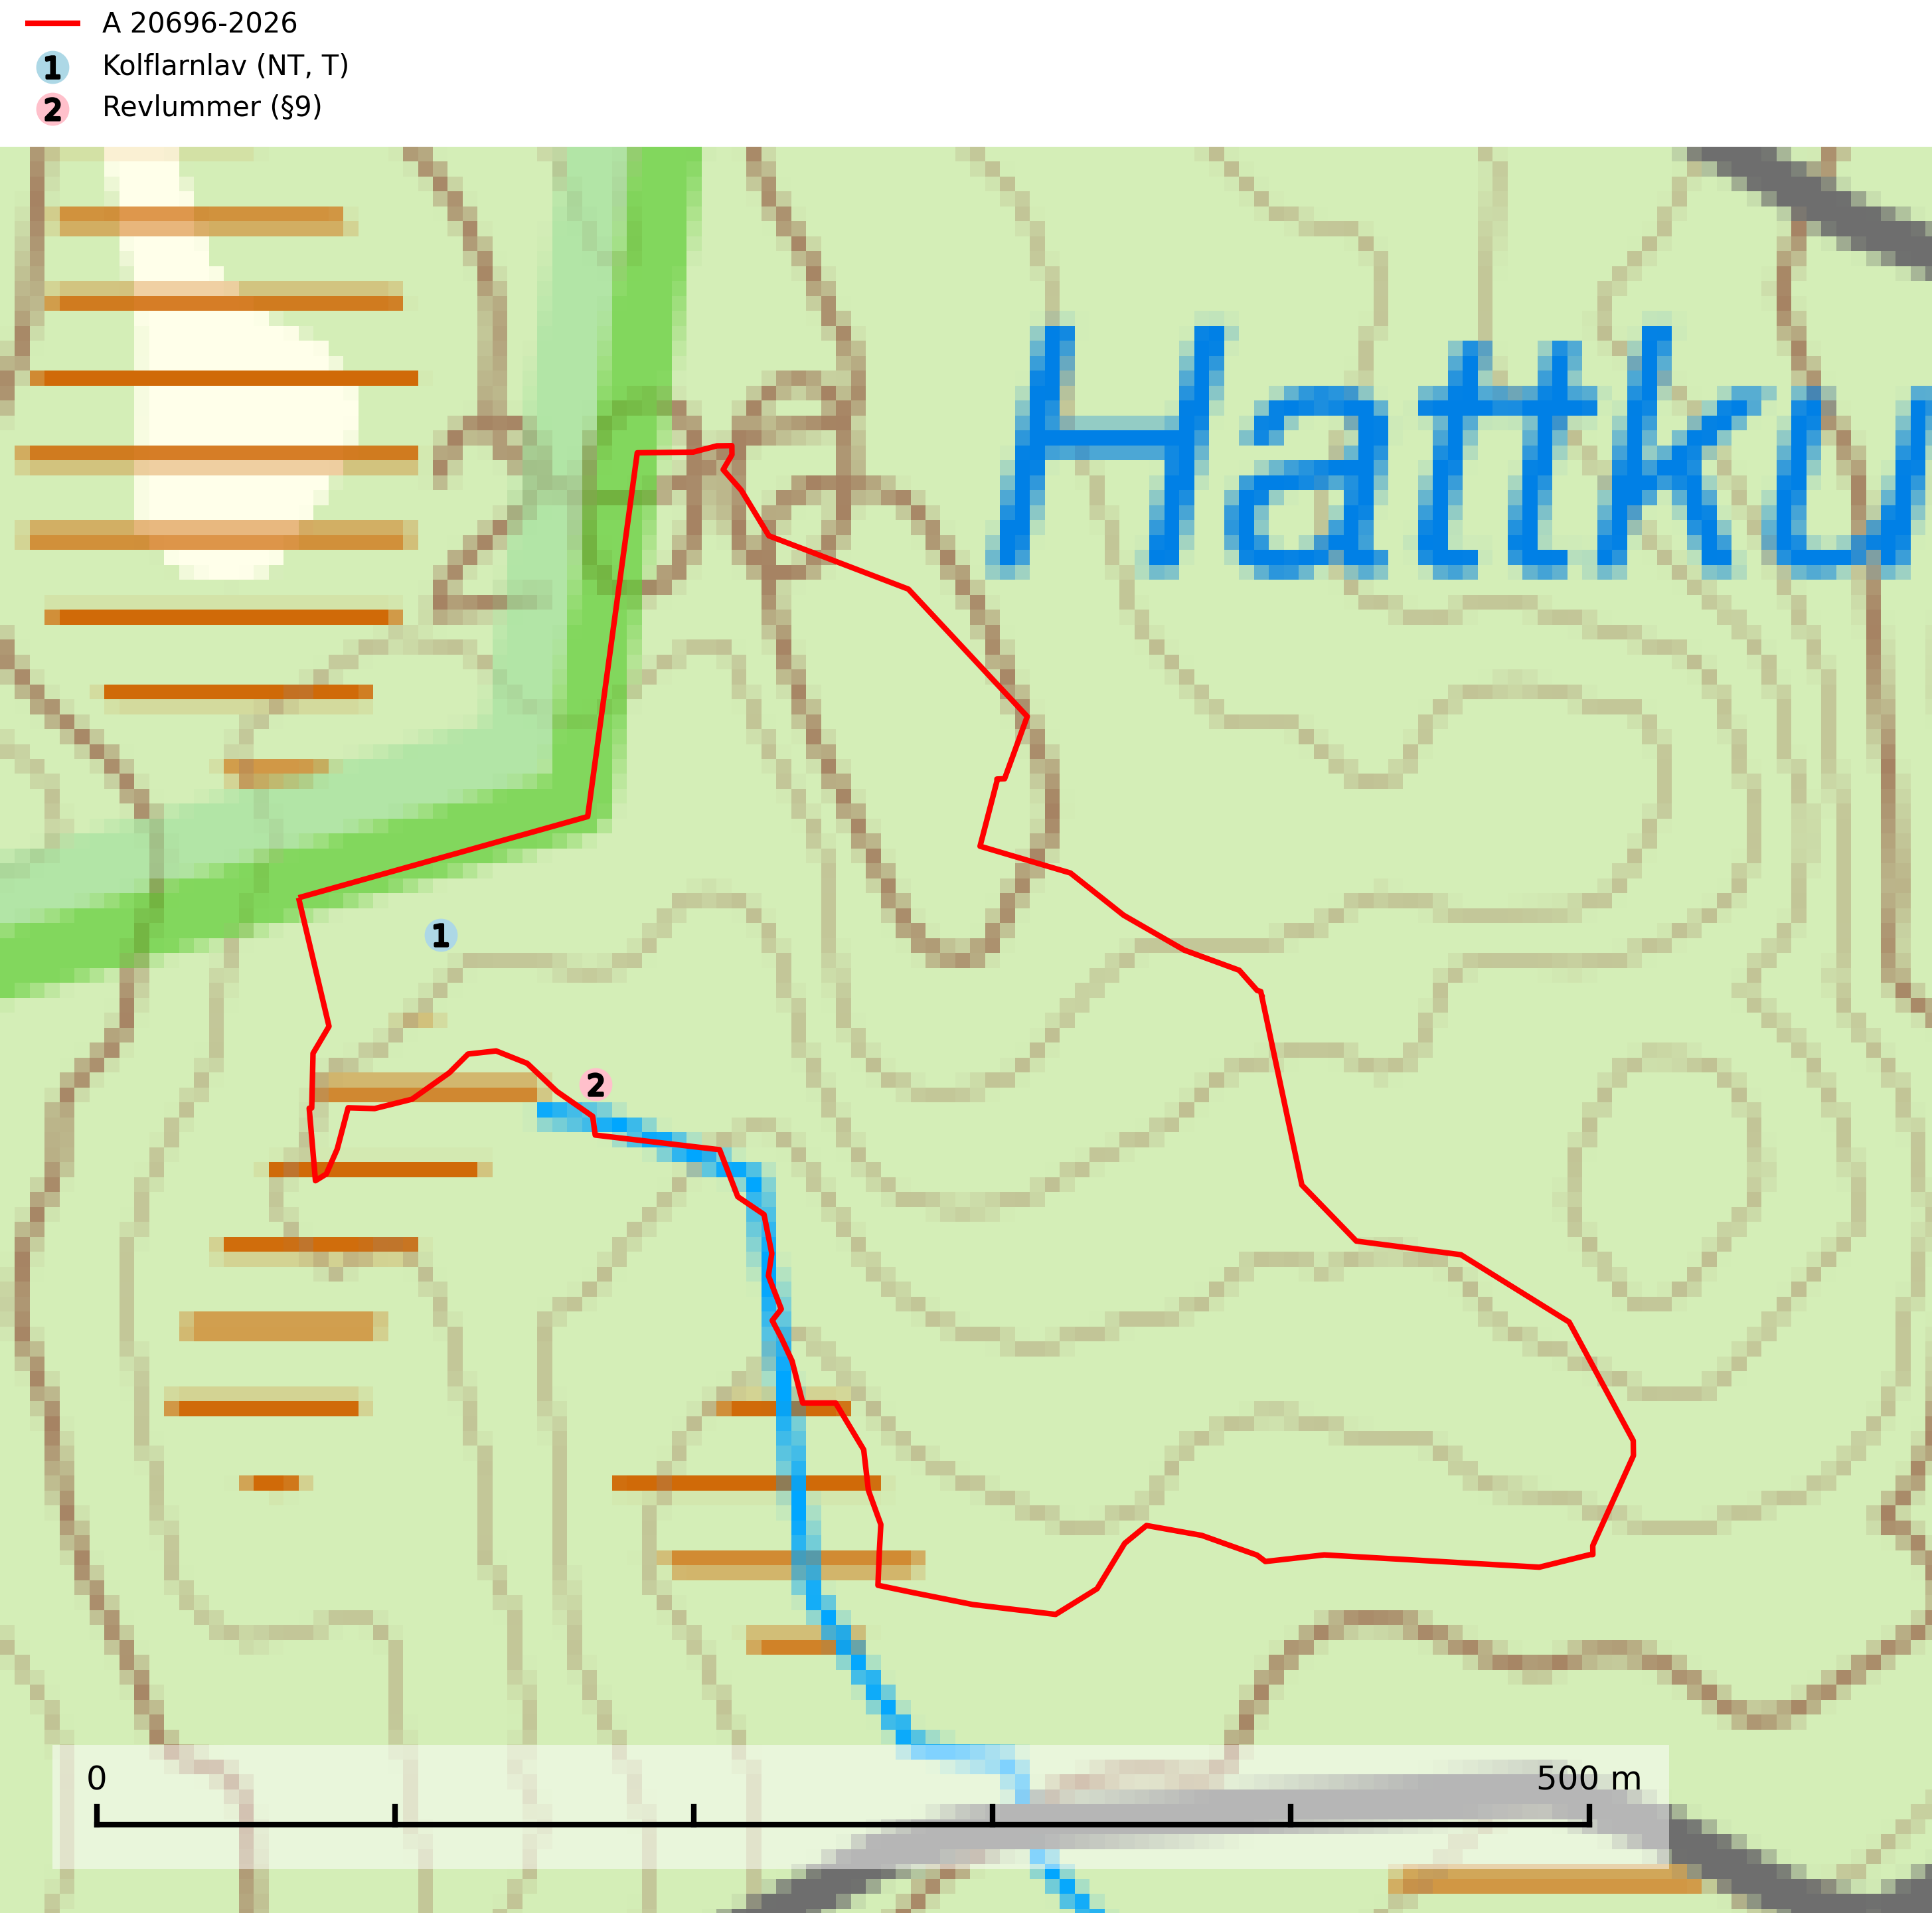 A 20696-2026
1 Kolflarnlav (NT, T)
2 Revlummer (§9)
Hattku
1
2
0 500 m